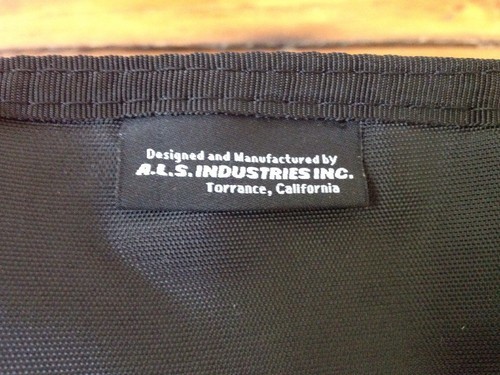 Designed and Manufactured by
A.L.S. INDUSTRIES INC.
Torrance, California